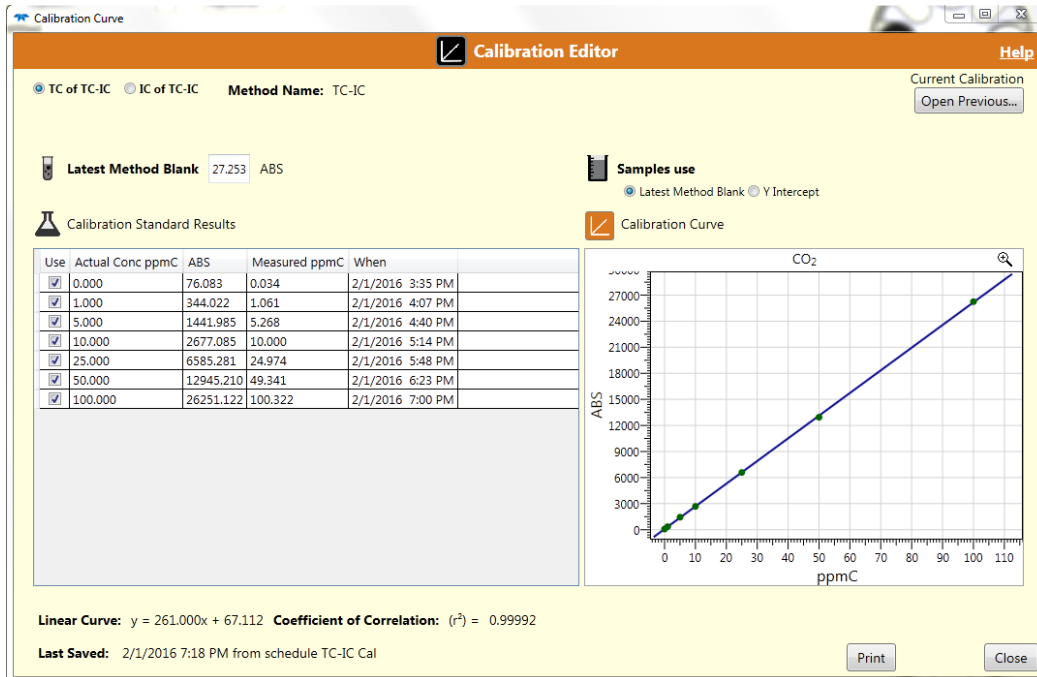 Calibration Curve
Calibration Editor
Help
TC of TC-IC IC of TC-IC Method Name: TC-IC
Current Calibration
Open Previous...
Latest Method Blank 27.253 ABS
Samples use
Latest Method Blank Y Intercept
Calibration Standard Results
Calibration Curve
Use Actual Conc ppmC ABS Measured ppmC When
0.000 76.083 0.034 2/1/2016 3:35 PM
1.000 344.022 1.061 2/1/2016 4:07 PM
5.000 1441.985 5.268 2/1/2016 4:40 PM
10.000 2677.085 10.000 2/1/2016 5:14 PM
25.000 6585.281 24.974 2/1/2016 5:48 PM
50.000 12945.210 49.341 2/1/2016 6:23 PM
100.000 26251.122 100.322 2/1/2016 7:00 PM
CO₂
27000
24000
21000
18000
15000
12000
9000
6000
3000
0
ABS
0 10 20 30 40 50 60 70 80 90 100 110
ppmC
Linear Curve: y = 261.000x + 67.112 Coefficient of Correlation: (r²) = 0.99992
Last Saved: 2/1/2016 7:18 PM from schedule TC-IC Cal
Print
Close